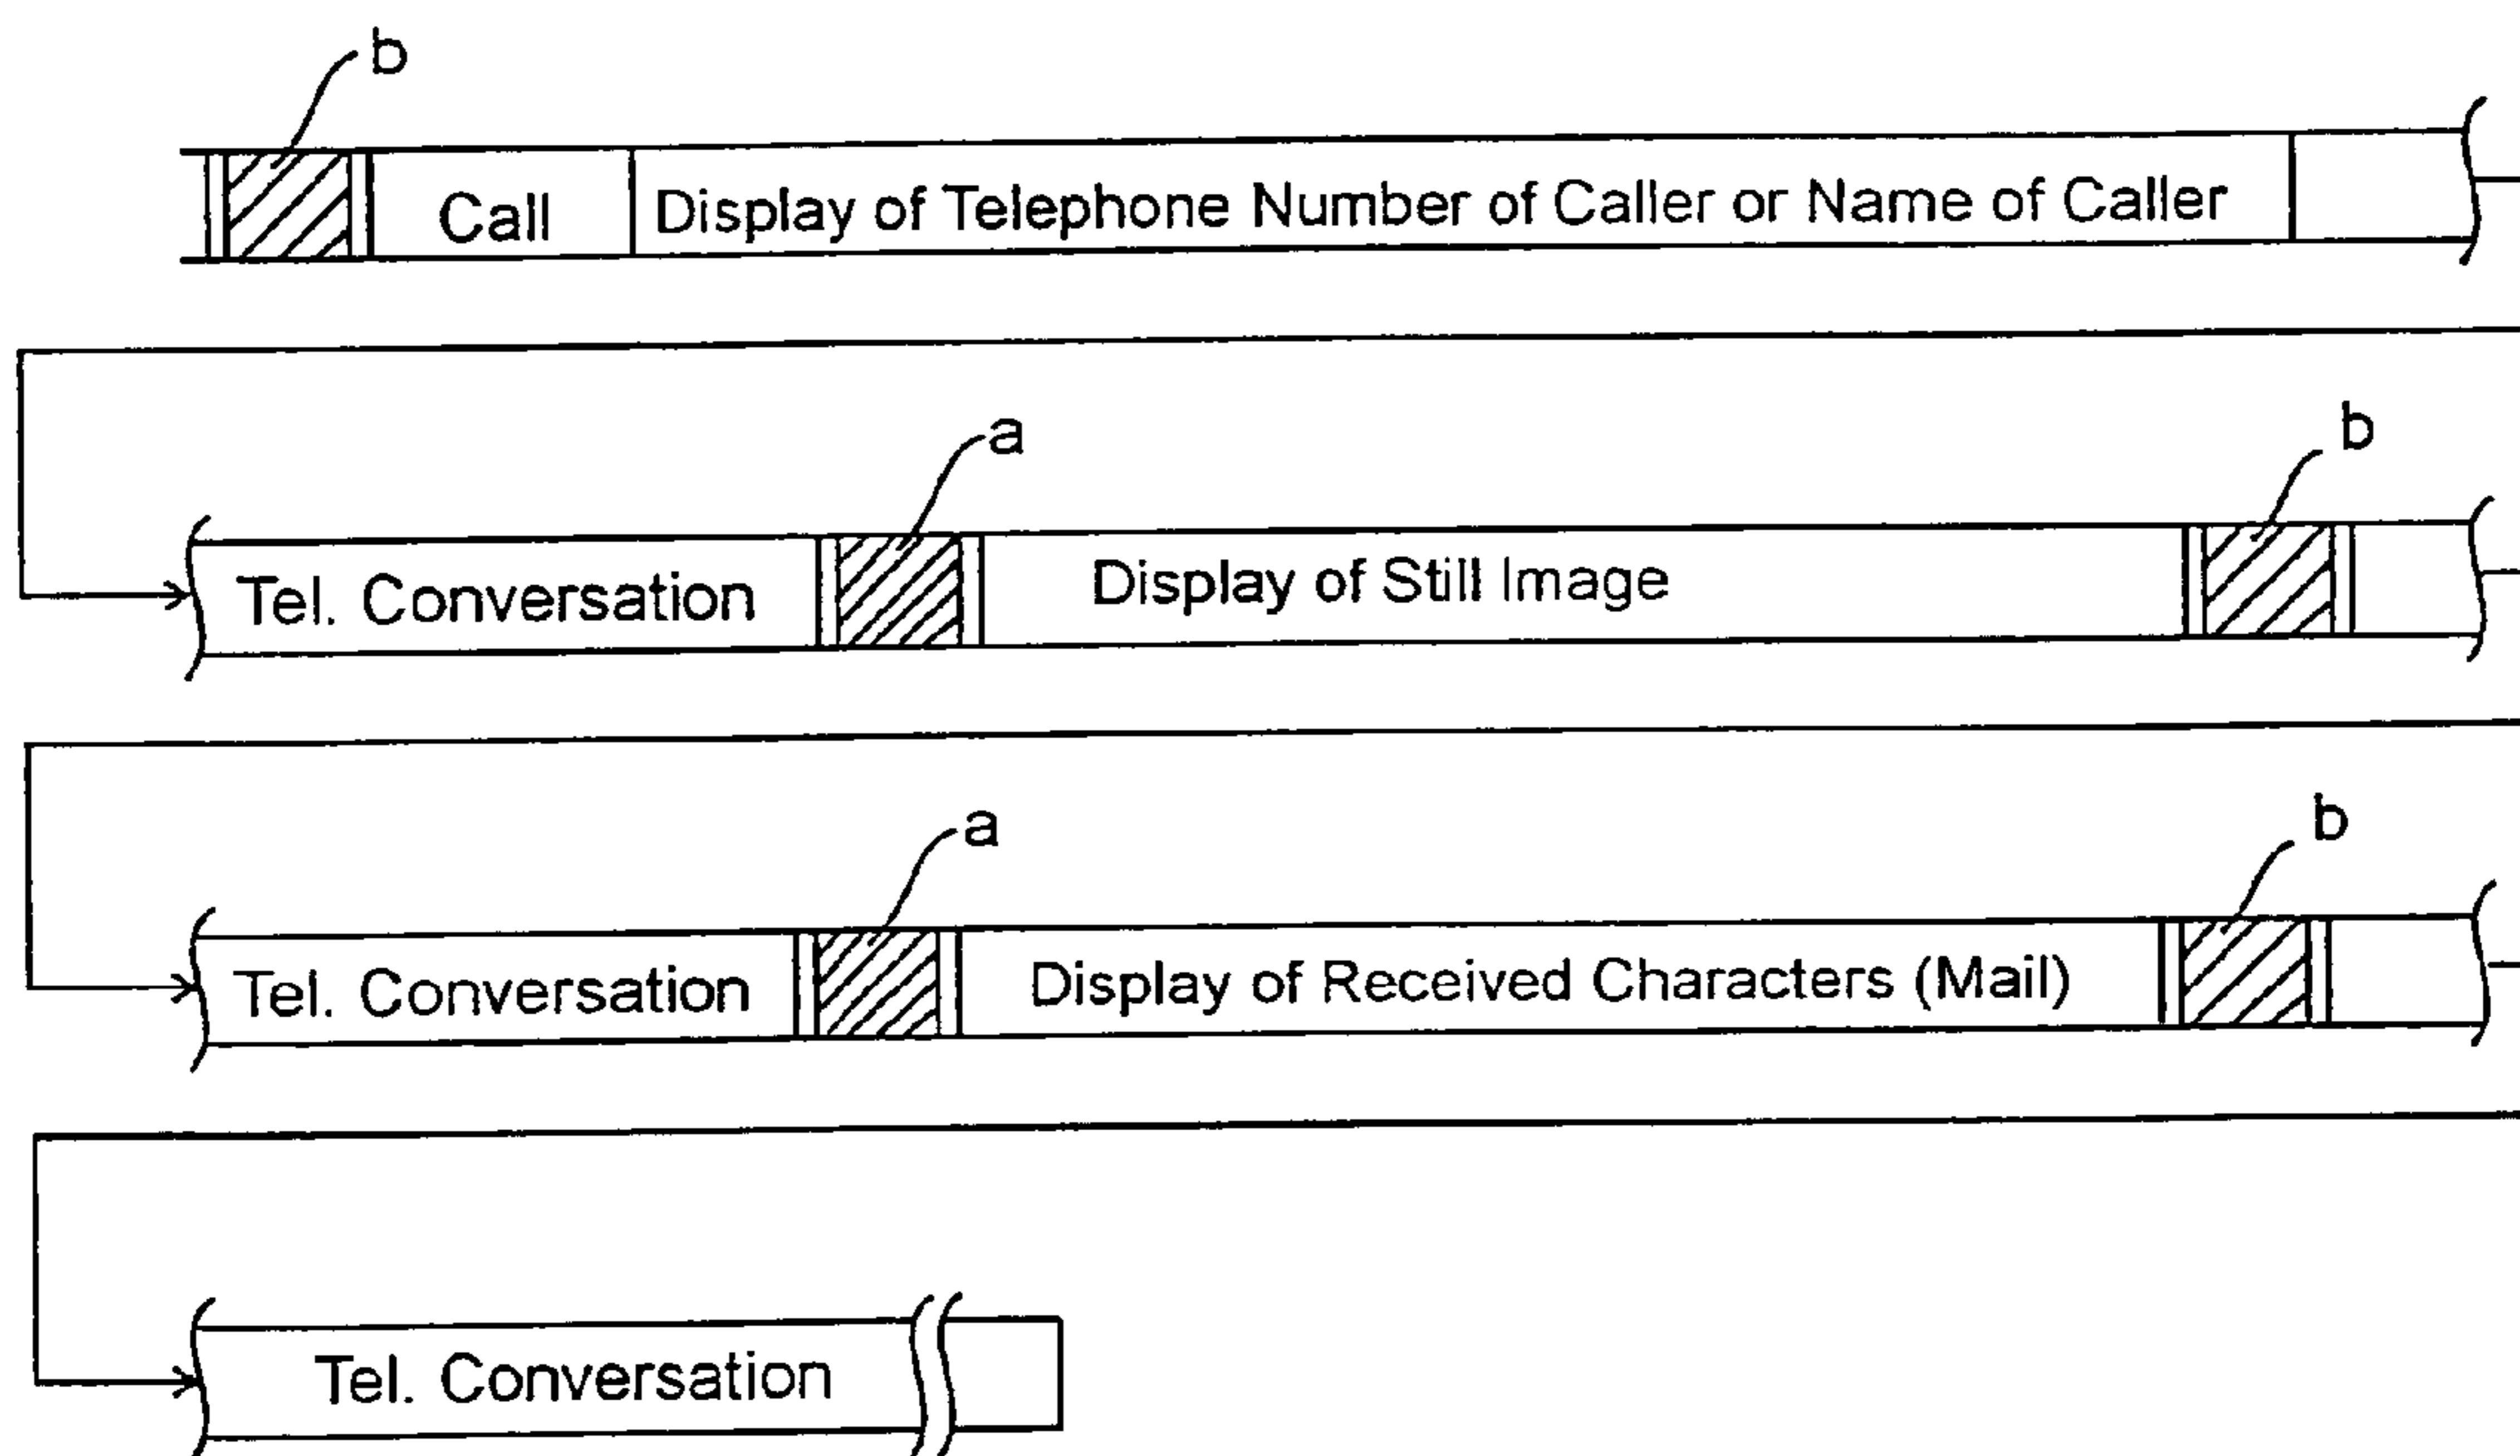 b
Call
Display of Telephone Number of Caller or Name of Caller
a
b
Tel. Conversation
Display of Still Image
a
b
Tel. Conversation
Display of Received Characters (Mail)
Tel. Conversation